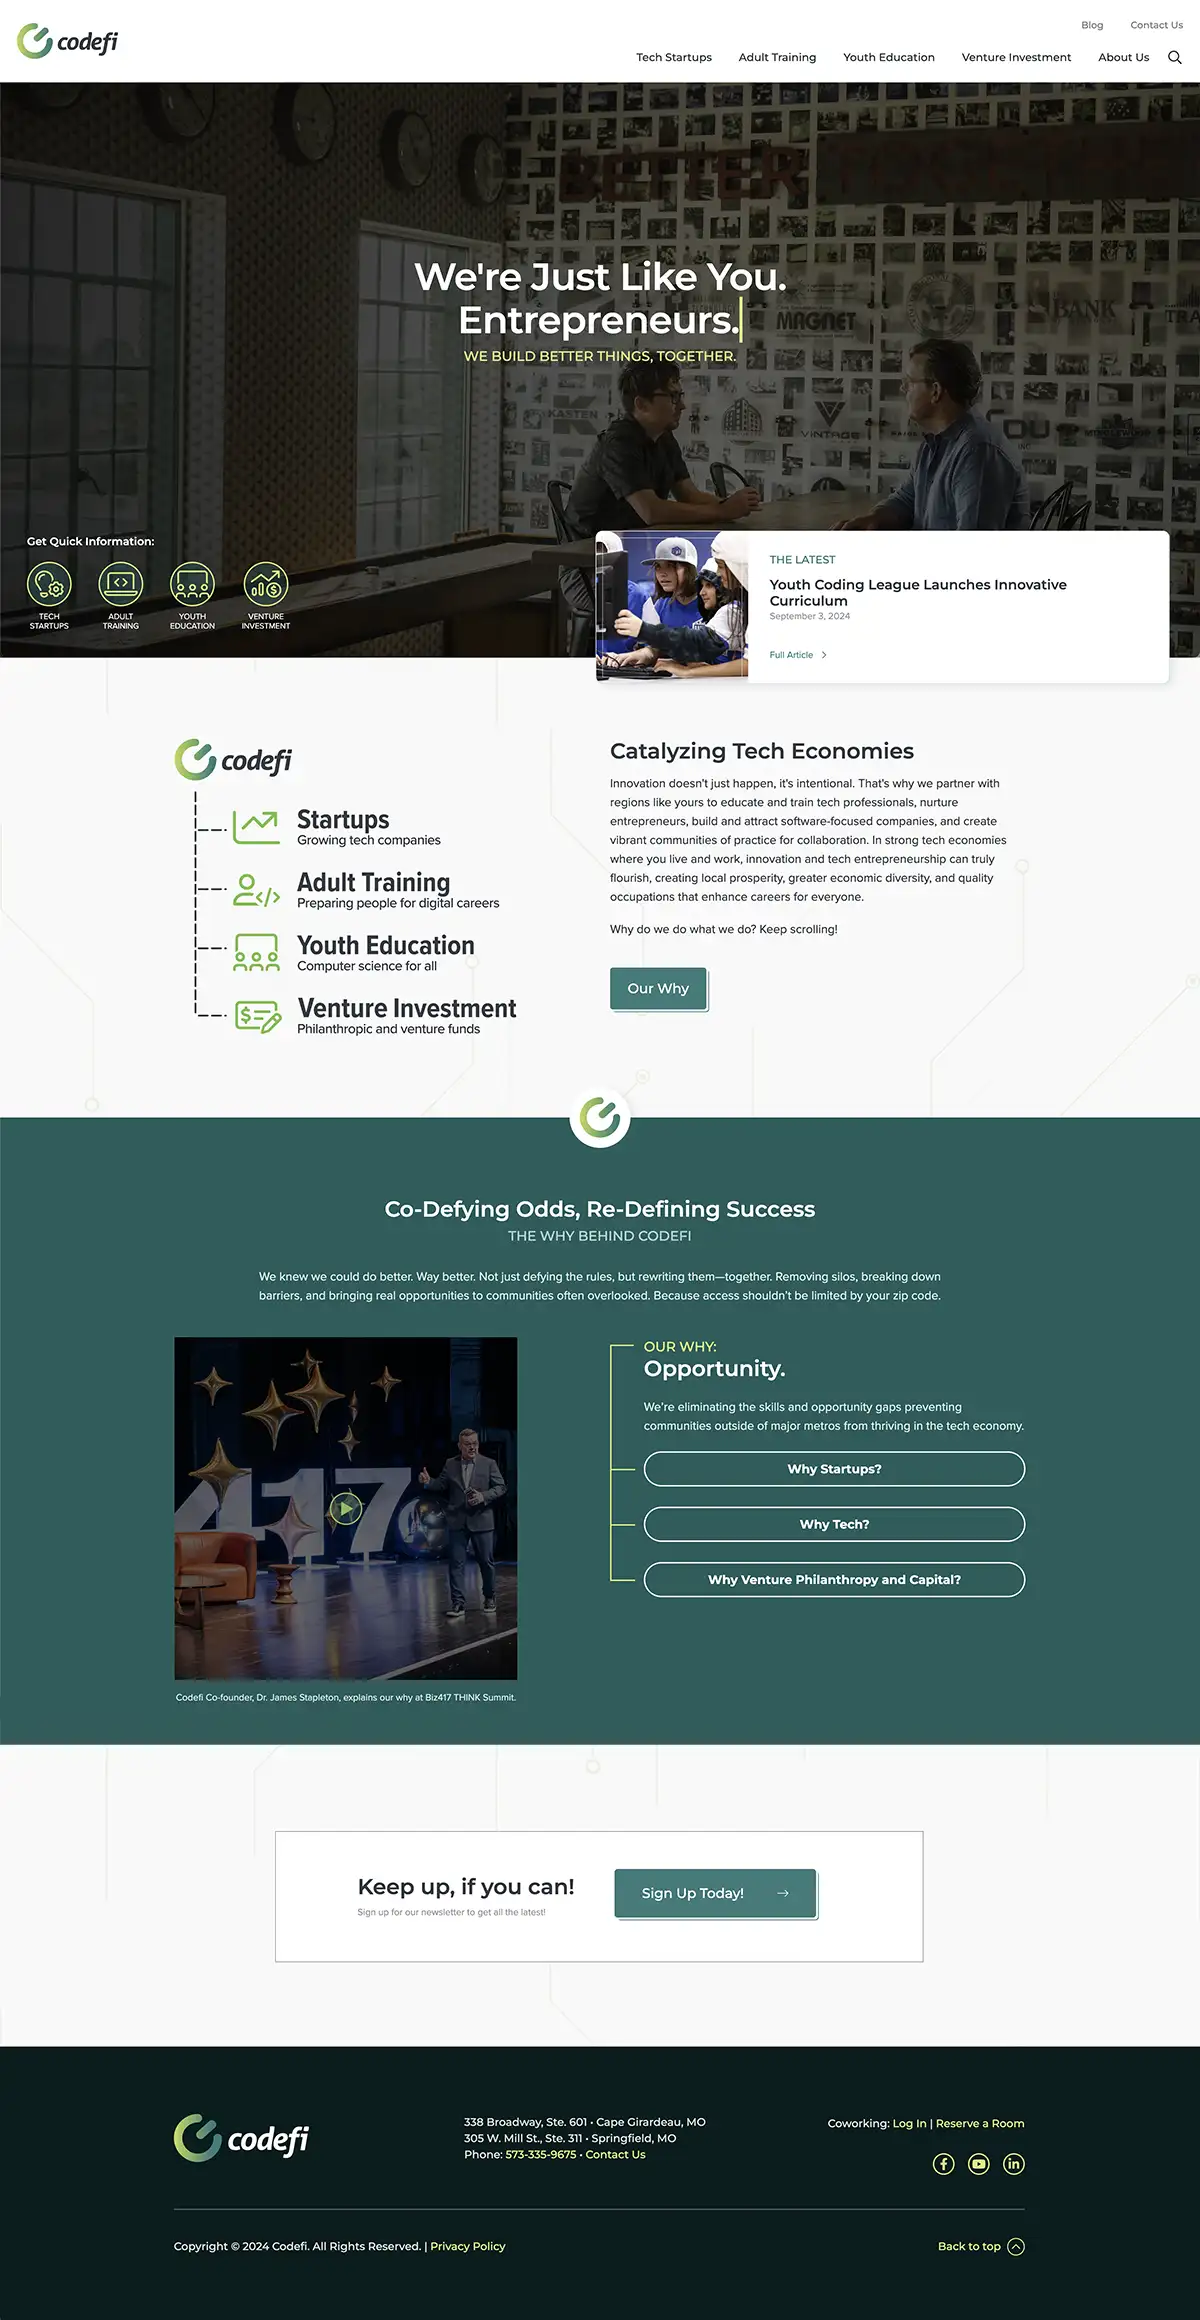 codefi
Blog
Contact Us
Tech Startups
Adult Training
Youth Education
Venture Investment
About Us
BETTER TOGETHER
We're Just Like You.
Entrepreneurs.
WE BUILD BETTER THINGS, TOGETHER.
BANK
MAGNET
KASTEN
VINTAGE
Get Quick Information:
TECH
STARTUPS
ADULT
TRAINING
YOUTH
EDUCATION
VENTURE
INVESTMENT
THE LATEST
Youth Coding League Launches Innovative
Curriculum
September 3, 2024
Full Article
codefi
Startups
Growing tech companies
Adult Training
Preparing people for digital careers
Youth Education
Computer science for all
Venture Investment
Philanthropic and venture funds
Catalyzing Tech Economies
Innovation doesn't just happen, it's intentional. That's why we partner with
regions like yours to educate and train tech professionals, nurture
entrepreneurs, build and attract software-focused companies, and create
vibrant communities of practice for collaboration. In strong tech economies
where you live and work, innovation and tech entrepreneurship can truly
flourish, creating local prosperity, greater economic diversity, and quality
occupations that enhance careers for everyone.
Why do we do what we do? Keep scrolling!
Our Why
Co-Defying Odds, Re-Defining Success
THE WHY BEHIND CODEFI
We knew we could do better. Way better. Not just defying the rules, but rewriting them—together. Removing silos, breaking down
barriers, and bringing real opportunities to communities often overlooked. Because access shouldn't be limited by your zip code.
417
Codefi Co-founder, Dr. James Stapleton, explains our why at Biz417 THINK Summit.
OUR WHY:
Opportunity.
We're eliminating the skills and opportunity gaps preventing
communities outside of major metros from thriving in the tech economy.
Why Startups?
Why Tech?
Why Venture Philanthropy and Capital?
Keep up, if you can!
Sign up for our newsletter to get all the latest!
Sign Up Today!
codefi
338 Broadway, Ste. 601 • Cape Girardeau, MO
305 W. Mill St., Ste. 311 • Springfield, MO
Phone: 573-335-9675 • Contact Us
Coworking: Log In | Reserve a Room
Copyright © 2024 Codefi. All Rights Reserved. | Privacy Policy
Back to top